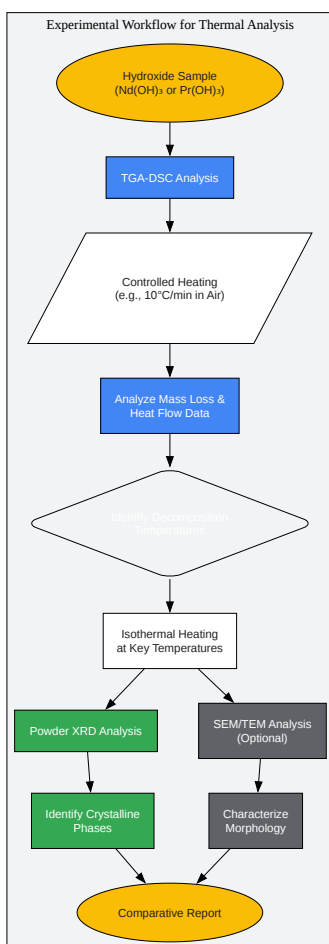 Experimental Workflow for Thermal Analysis
Hydroxide Sample
(Nd(OH)₃ or Pr(OH)₃)
TGA-DSC Analysis
Controlled Heating
(e.g., 10°C/min in Air)
Analyze Mass Loss &
Heat Flow Data
Identify Decomposition
Temperatures
Isothermal Heating
at Key Temperatures
Powder XRD Analysis
SEM/TEM Analysis
(Optional)
Identify Crystalline
Phases
Characterize
Morphology
Comparative Report